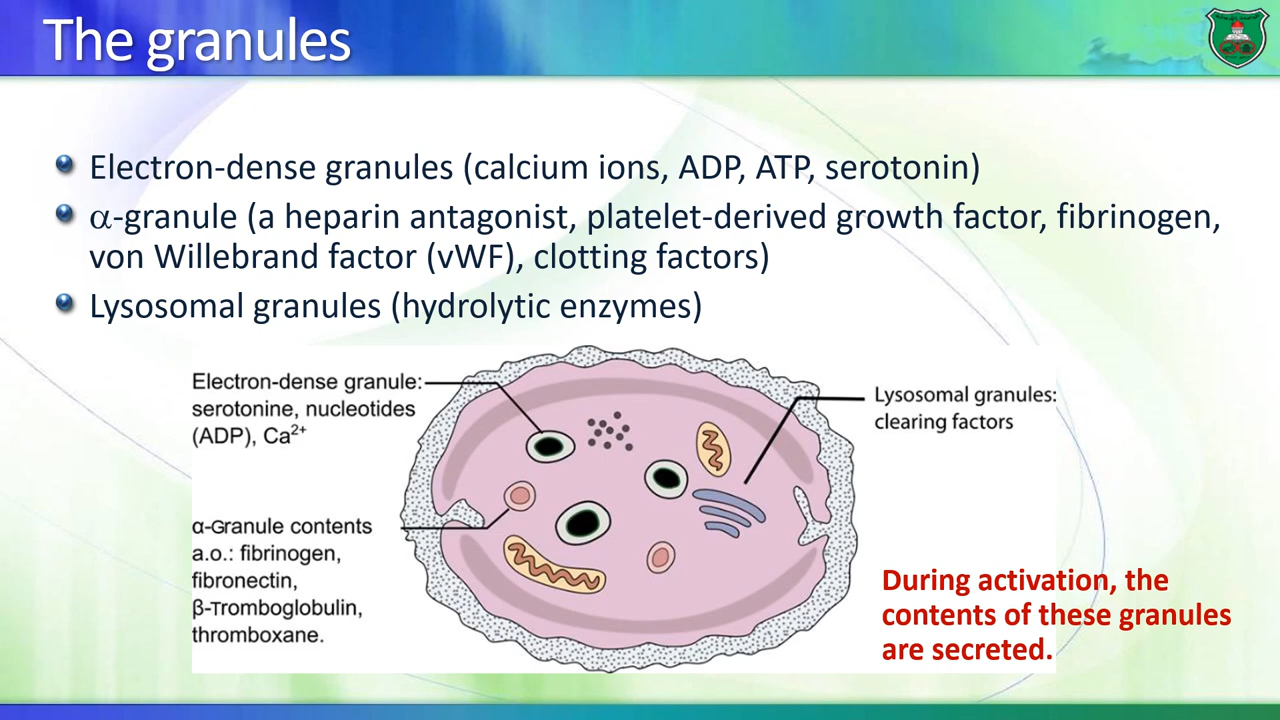 The granules
Electron-dense granules (calcium ions, ADP, ATP, serotonin)
α-granule (a heparin antagonist, platelet-derived growth factor, fibrinogen,
von Willebrand factor (vWF), clotting factors)
Lysosomal granules (hydrolytic enzymes)
Electron-dense granule:
serotonine, nucleotides
(ADP), Ca²⁺
Lysosomal granules:
clearing factors
α-Granule contents
a.o.: fibrinogen,
fibronectin,
β-Tromboglobulin,
thromboxane.
During activation, the
contents of these granules
are secreted.